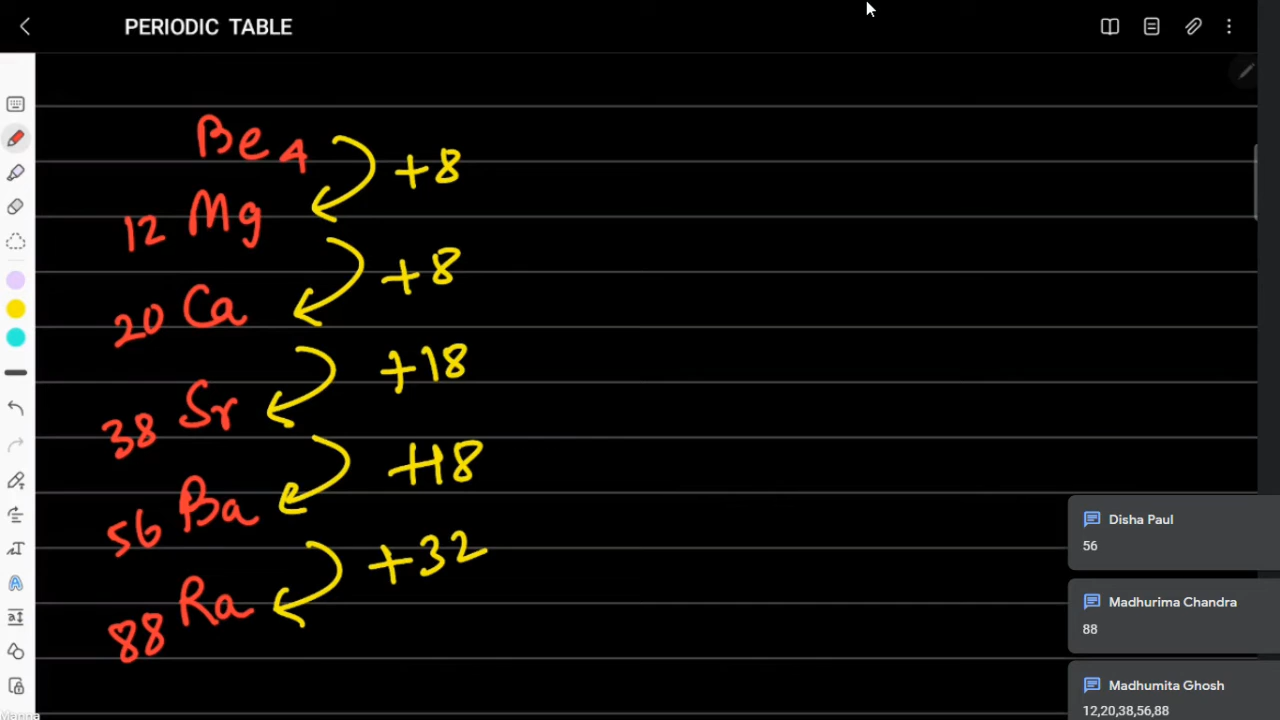 PERIODIC TABLE
Be 4
+8
12 Mg
+8
20 Ca
+18
38 Sr
+18
56 Ba
+32
88 Ra
Disha Paul
56
Madhurima Chandra
88
Madhumita Ghosh
12,20,38,56,88